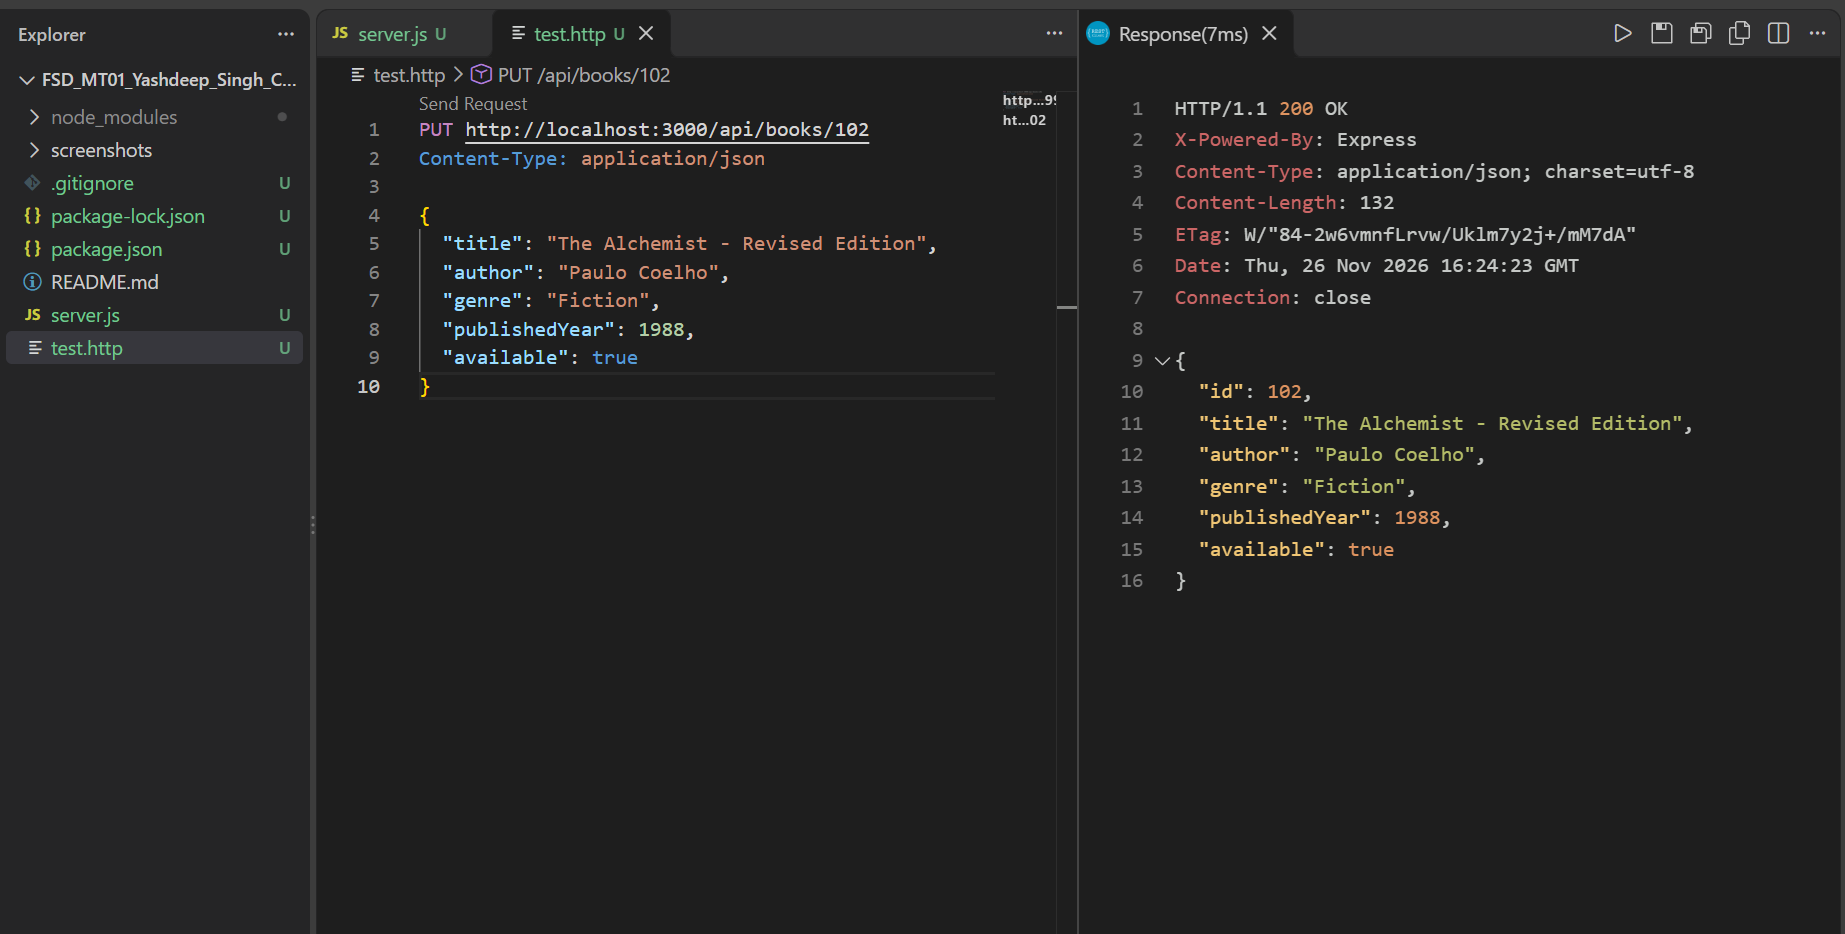 Explorer
FSD_MT01_Yashdeep_Singh_C...
node_modules
screenshots
.gitignore U
package-lock.json U
package.json U
README.md
JS server.js U
test.http U
JS server.js U
test.http U
test.http > PUT /api/books/102
Send Request
1 PUT http://localhost:3000/api/books/102
2 Content-Type: application/json
3
4 {
5 "title": "The Alchemist - Revised Edition",
6 "author": "Paulo Coelho",
7 "genre": "Fiction",
8 "publishedYear": 1988,
9 "available": true
10 }
ht...02
Response(7ms)
1 HTTP/1.1 200 OK
2 X-Powered-By: Express
3 Content-Type: application/json; charset=utf-8
4 Content-Length: 132
5 ETag: W/"84-2w6vmnfLrvw/Uklm7y2j+/mM7dA"
6 Date: Thu, 26 Nov 2026 16:24:23 GMT
7 Connection: close
8
9 {
10 "id": 102,
11 "title": "The Alchemist - Revised Edition",
12 "author": "Paulo Coelho",
13 "genre": "Fiction",
14 "publishedYear": 1988,
15 "available": true
16 }